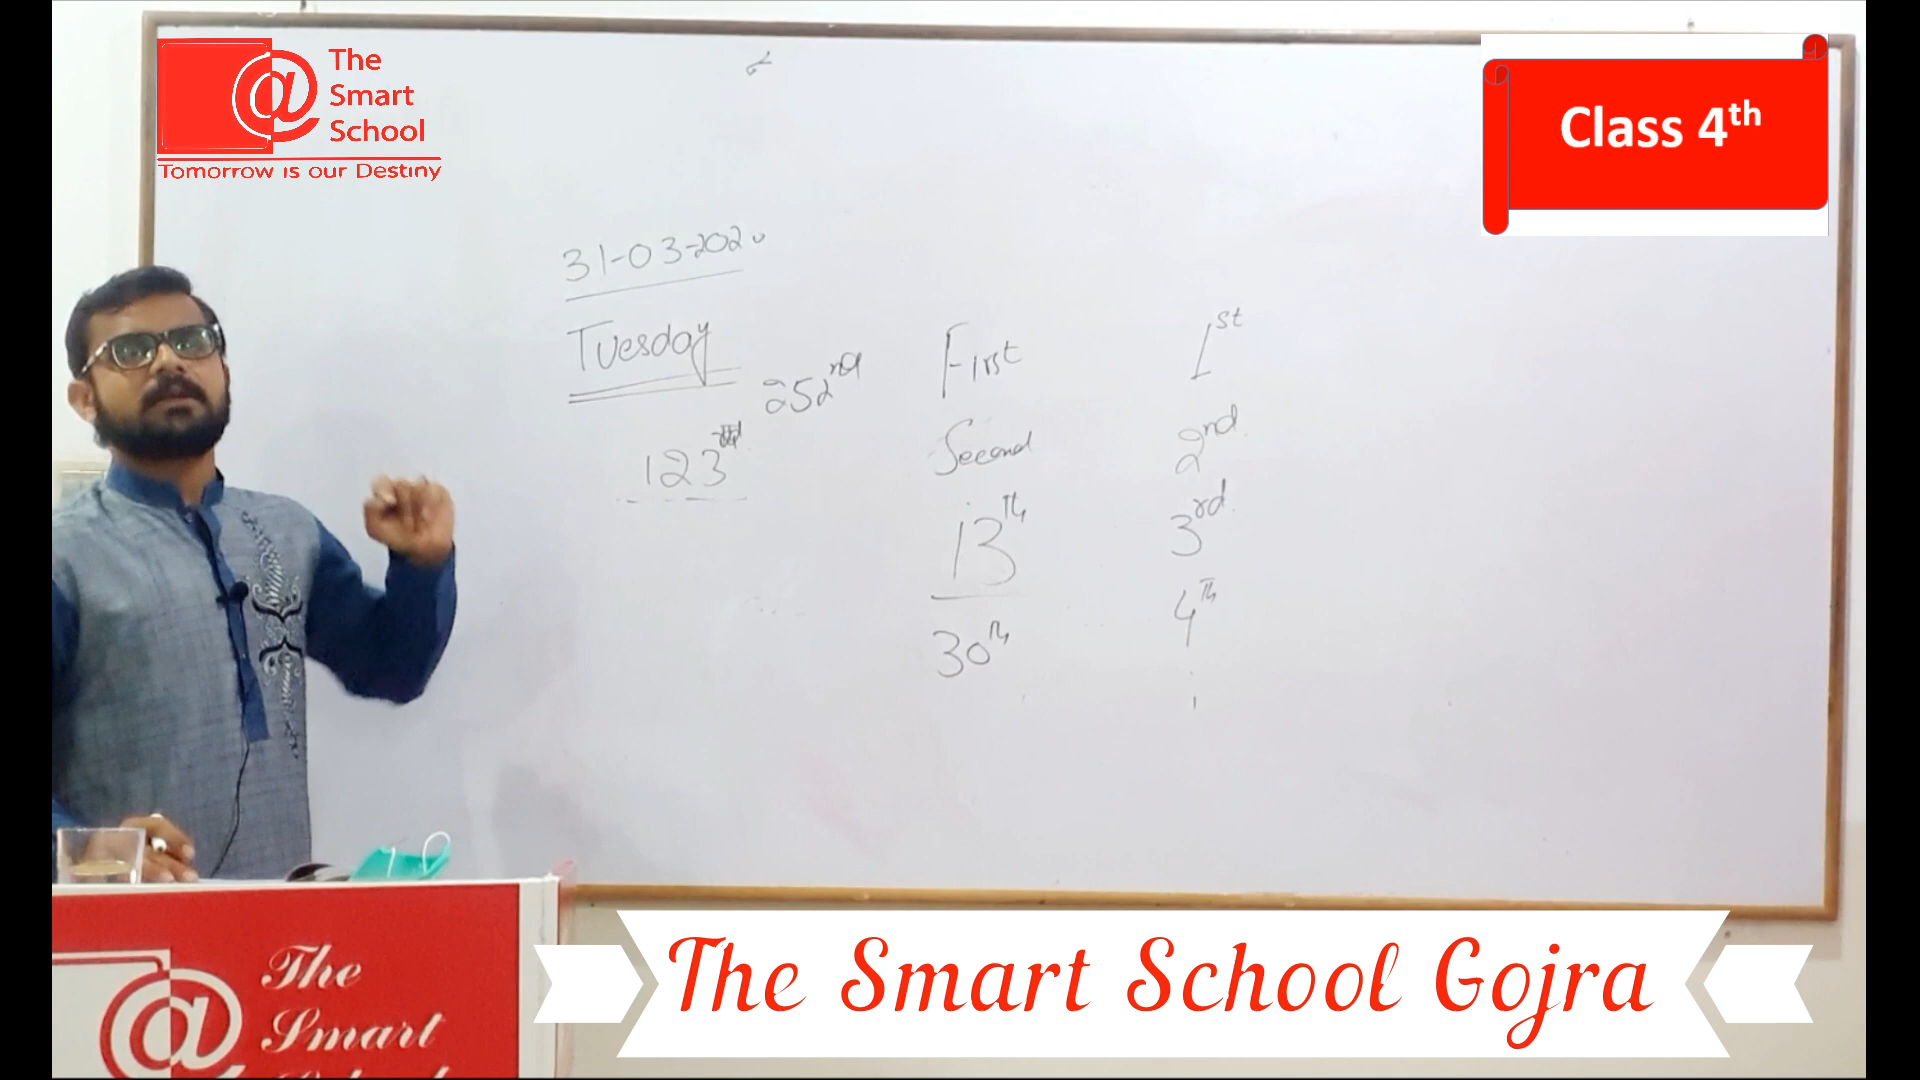 The
Smart
School
Tomorrow is our Destiny
Class 4th
31-03-2020
Tuesday
252nd
123rd
First
1st
Second
2nd
13th
3rd
30th
4th
The
Smart
The Smart School Gojra